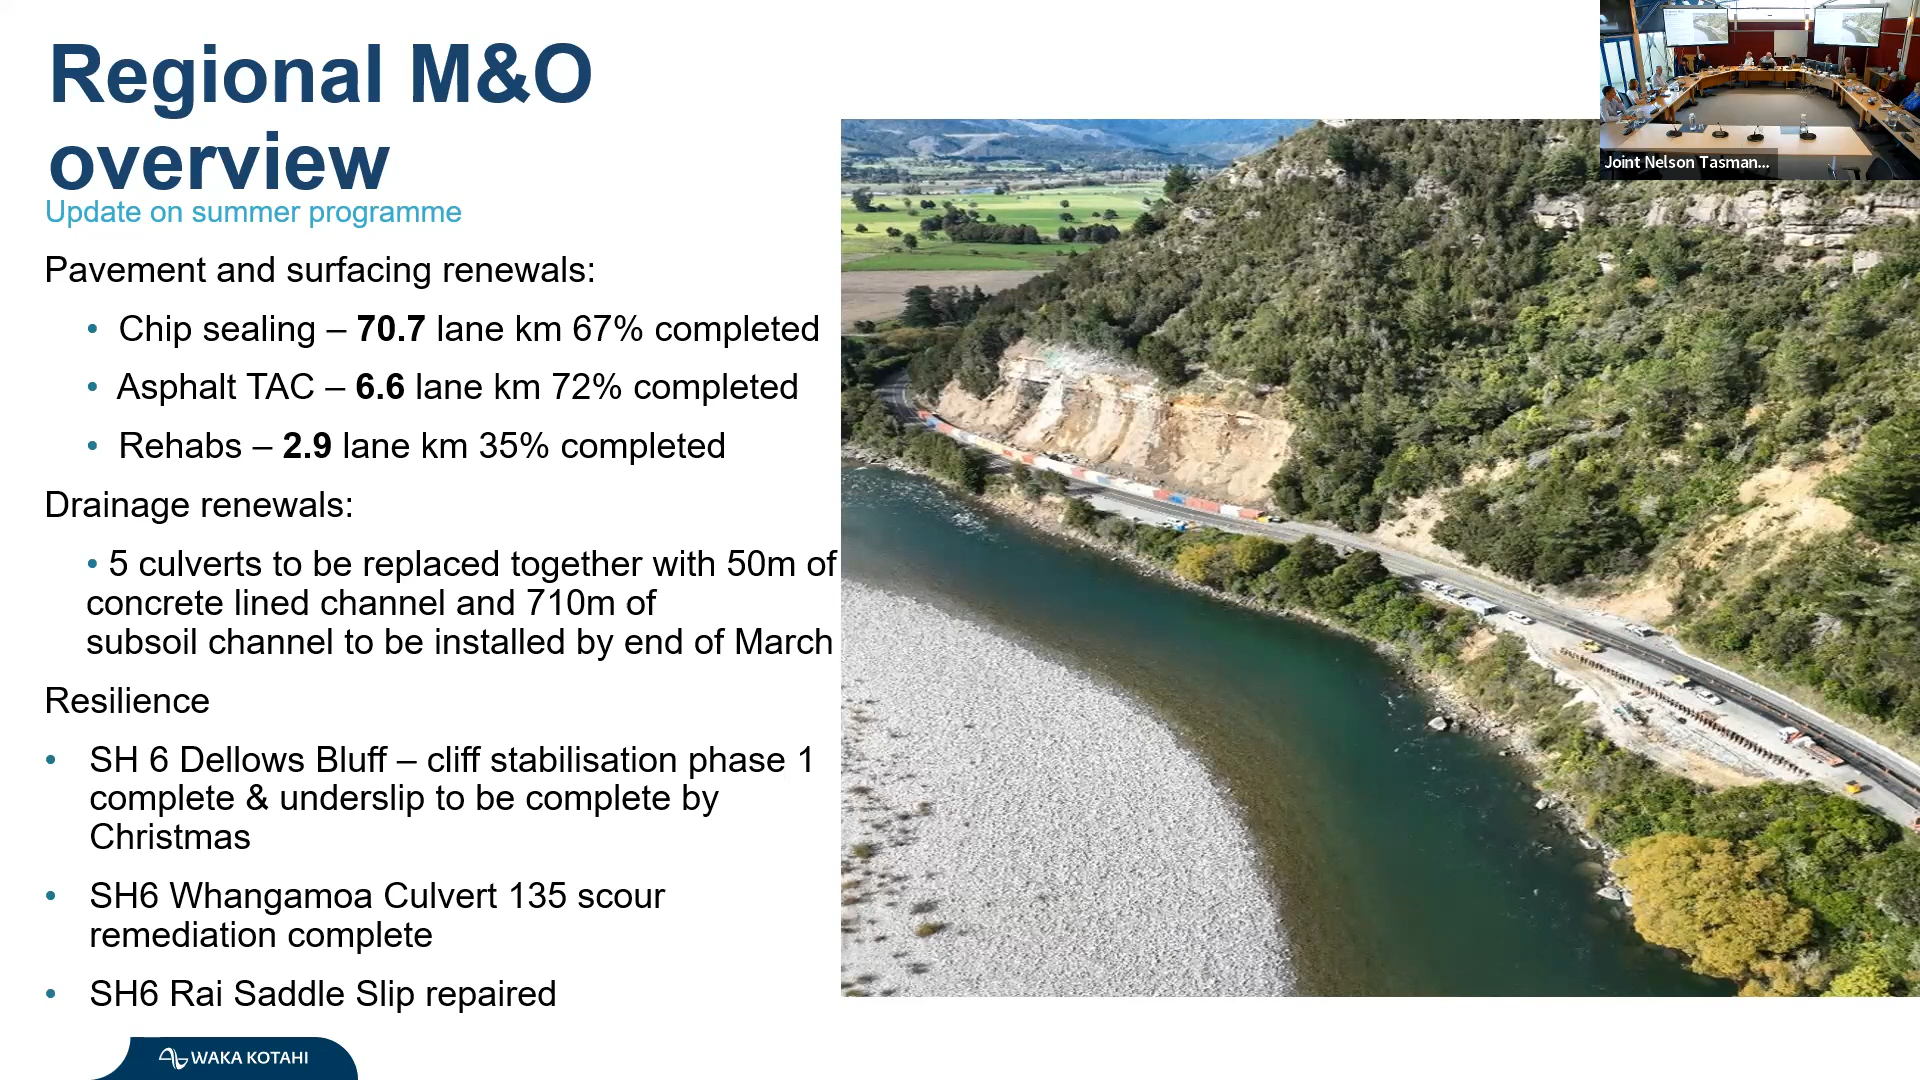 Regional M&O
overview
Update on summer programme
Pavement and surfacing renewals:
• Chip sealing – 70.7 lane km 67% completed
• Asphalt TAC – 6.6 lane km 72% completed
• Rehabs – 2.9 lane km 35% completed
Drainage renewals:
• 5 culverts to be replaced together with 50m of
concrete lined channel and 710m of
subsoil channel to be installed by end of March
Resilience
• SH 6 Dellows Bluff – cliff stabilisation phase 1
complete & underslip to be complete by
Christmas
• SH6 Whangamoa Culvert 135 scour
remediation complete
• SH6 Rai Saddle Slip repaired
WAKA KOTAHI
Joint Nelson Tasman...